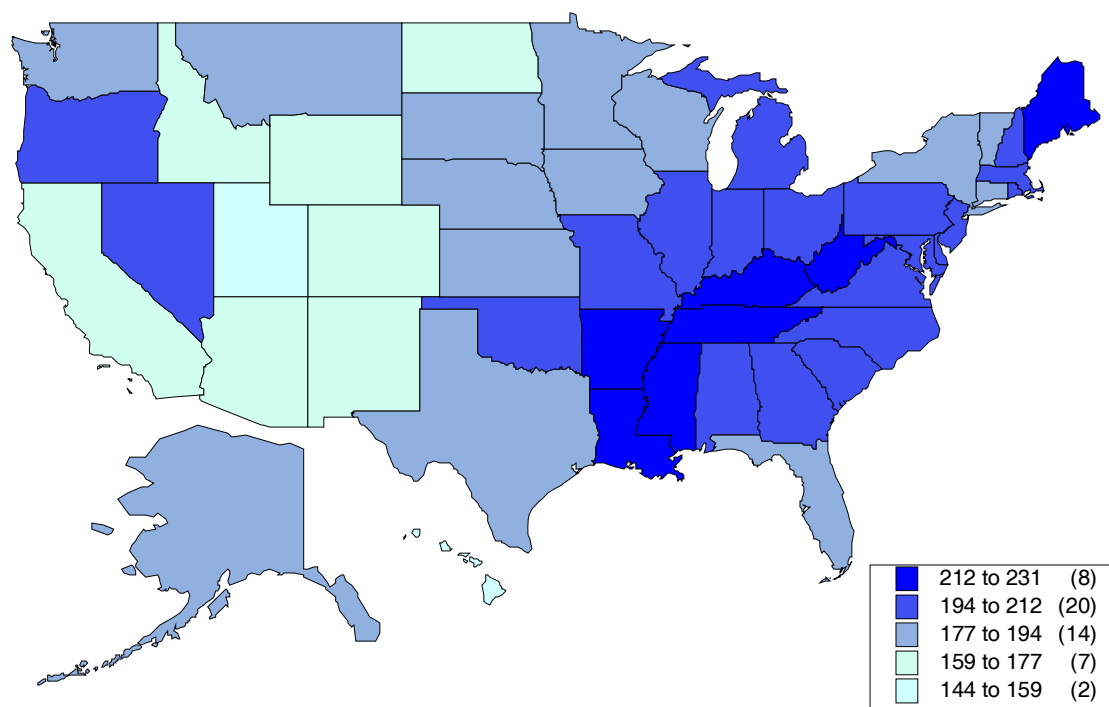 212 to 231 (8)
194 to 212 (20)
177 to 194 (14)
159 to 177 (7)
144 to 159 (2)